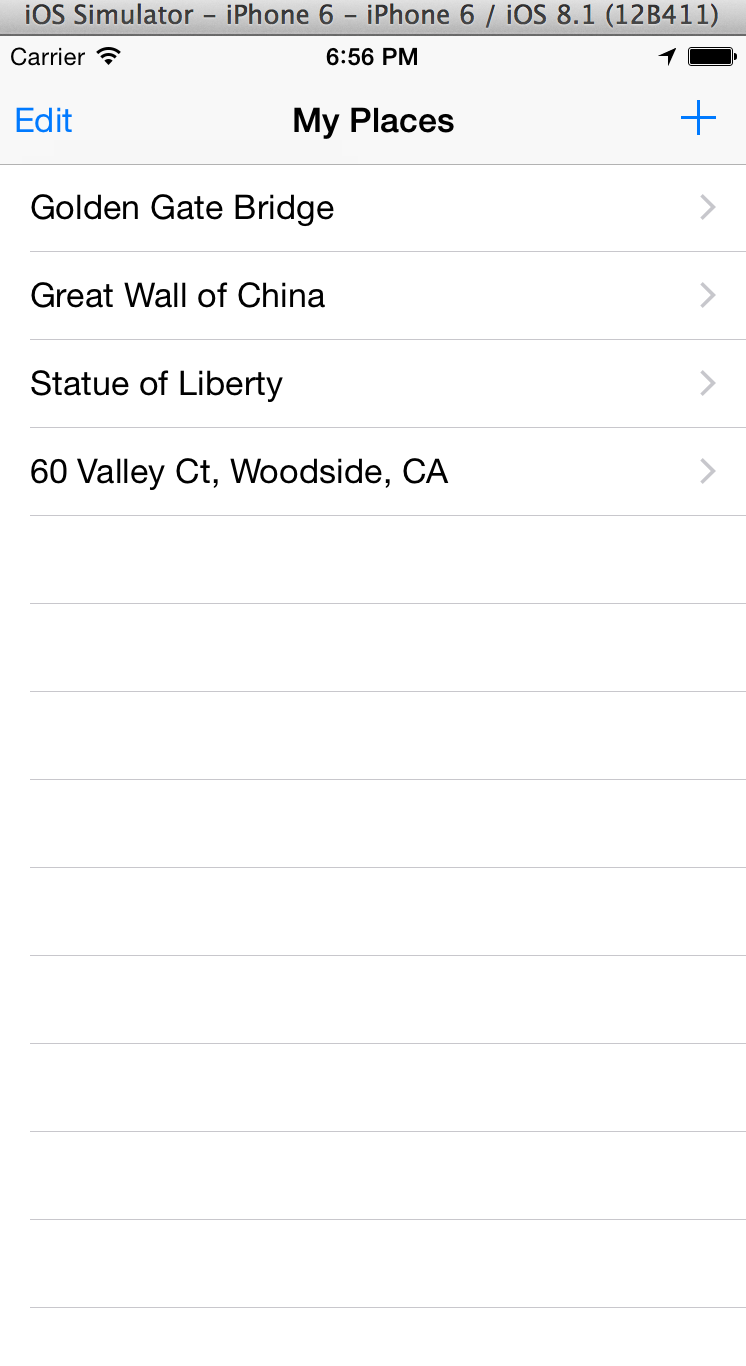 iOS Simulator – iPhone 6 – iPhone 6 / iOS 8.1 (12B411)
Carrier 6:56 PM
Edit My Places +
Golden Gate Bridge
Great Wall of China
Statue of Liberty
60 Valley Ct, Woodside, CA